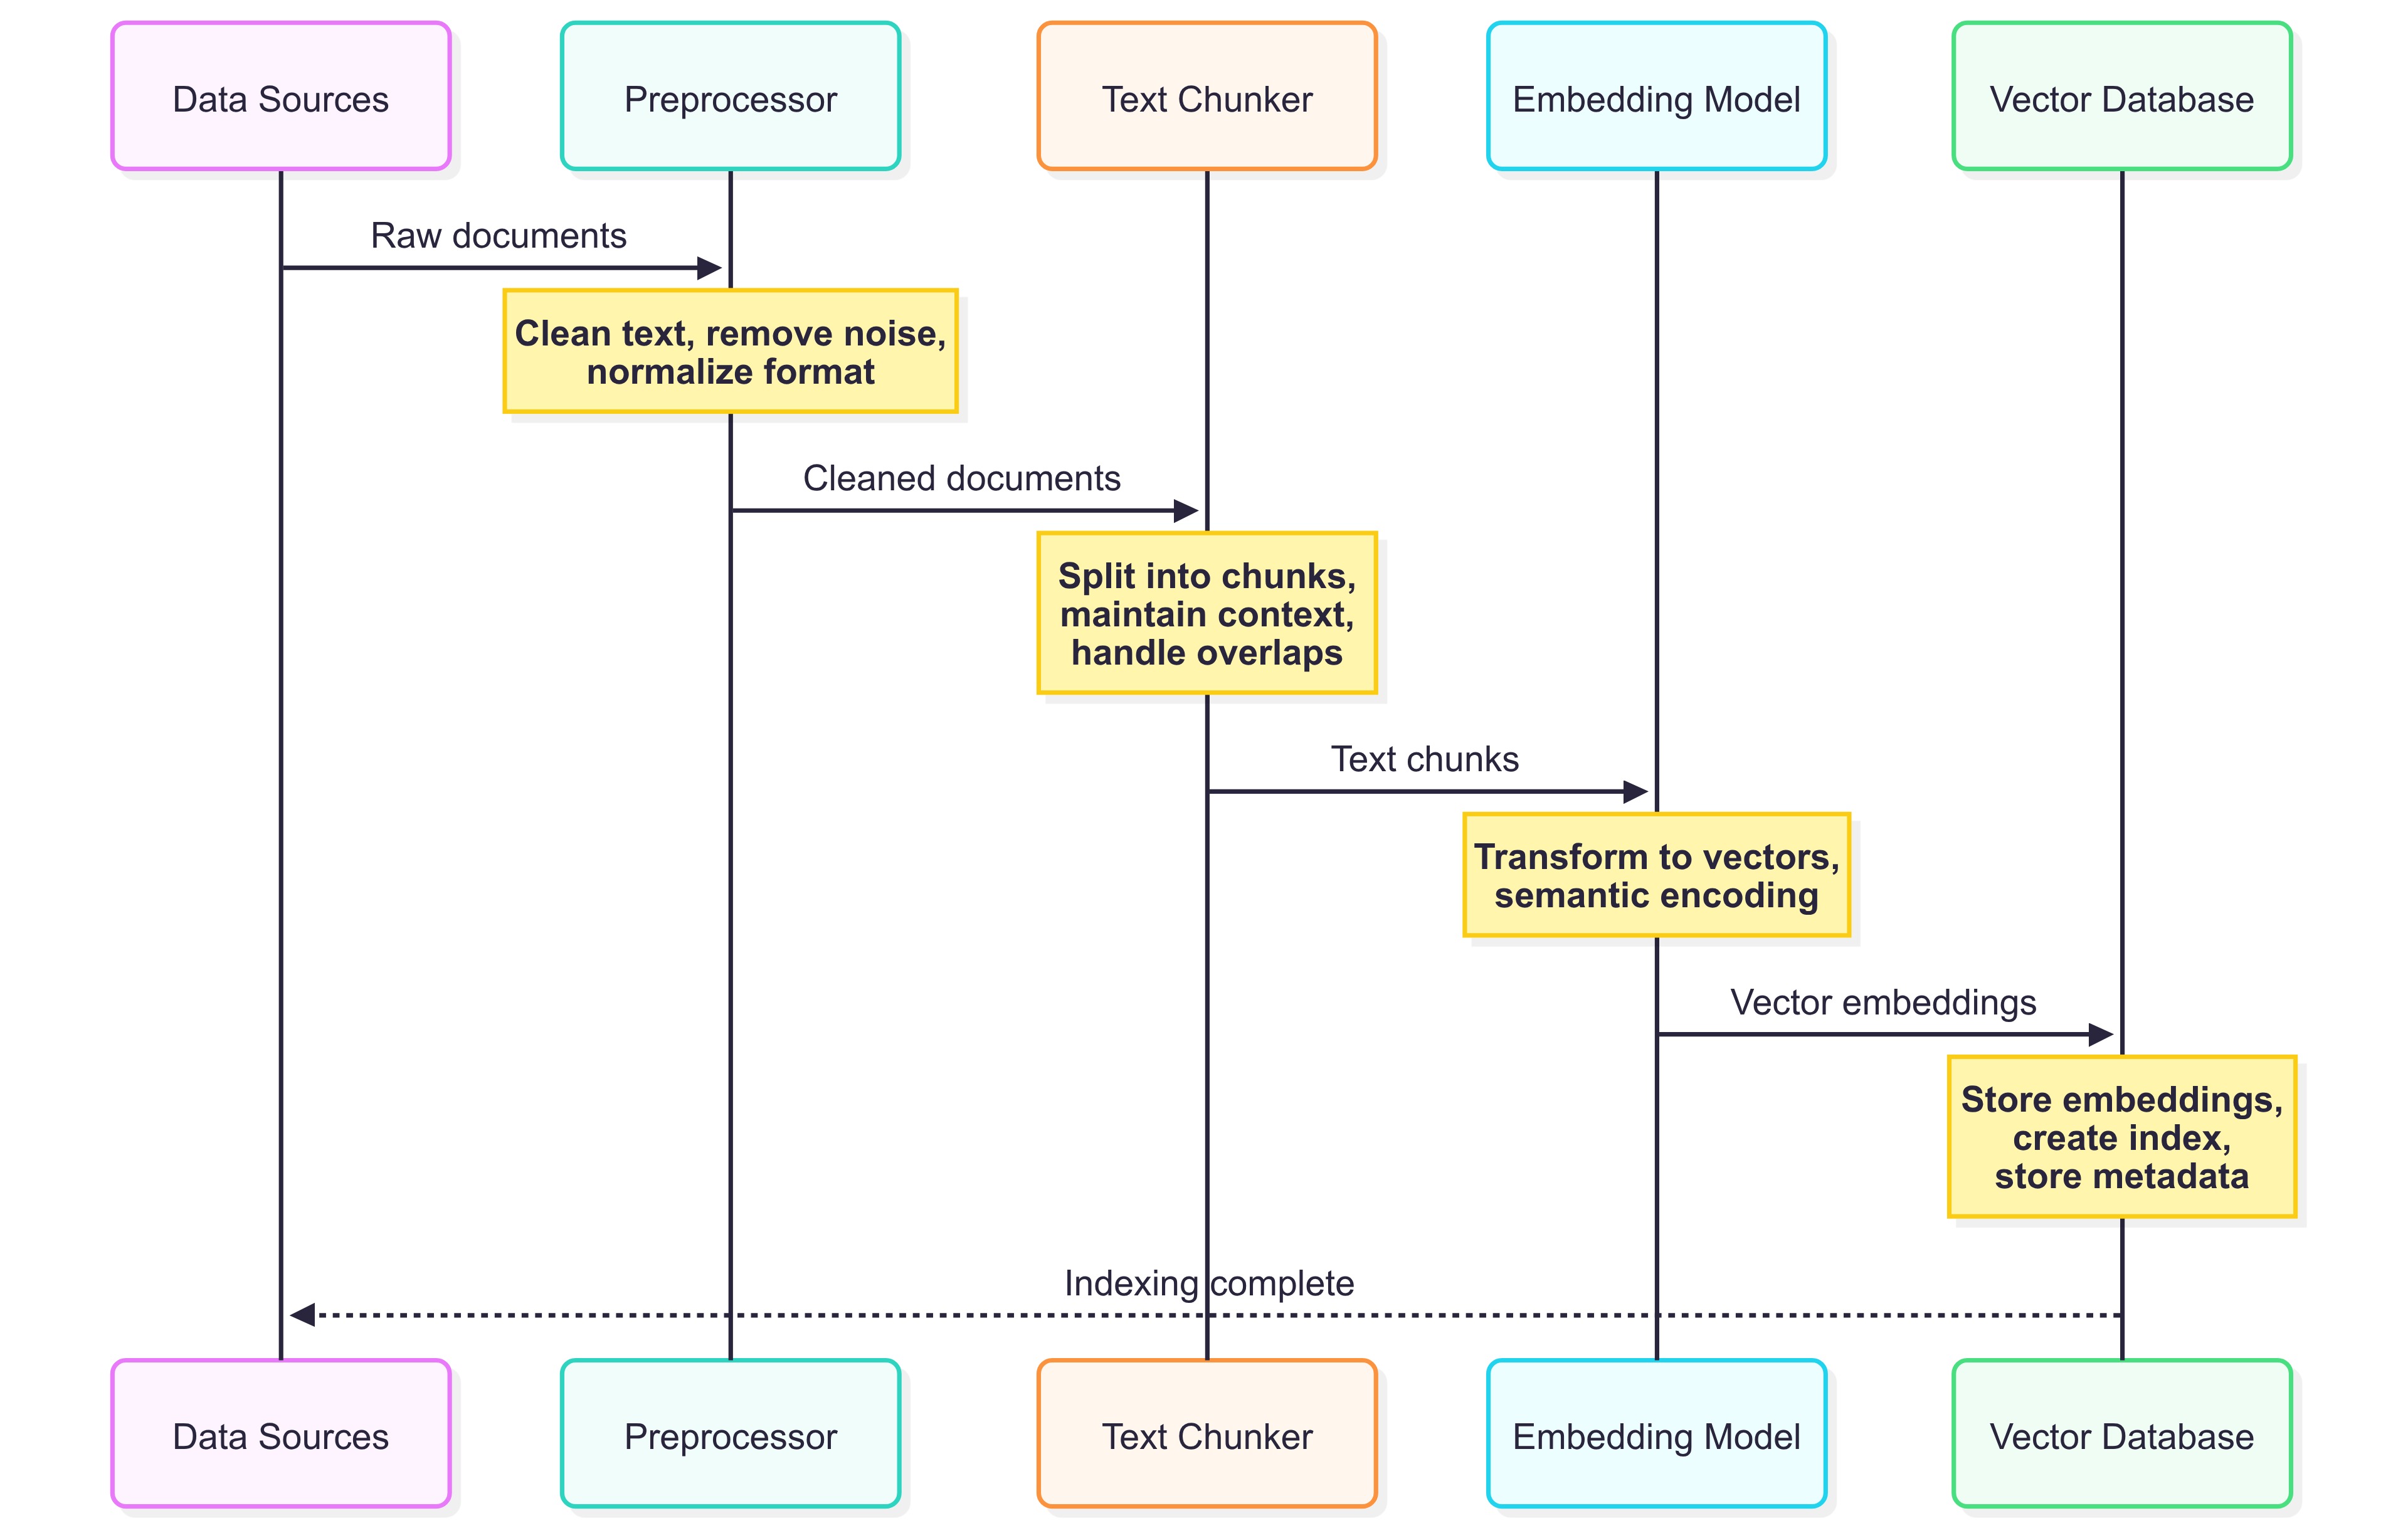 Data Sources
Preprocessor
Text Chunker
Embedding Model
Vector Database
Raw documents
Clean text, remove noise,
normalize format
Cleaned documents
Split into chunks,
maintain context,
handle overlaps
Text chunks
Transform to vectors,
semantic encoding
Vector embeddings
Store embeddings,
create index,
store metadata
Indexing complete
Data Sources
Preprocessor
Text Chunker
Embedding Model
Vector Database